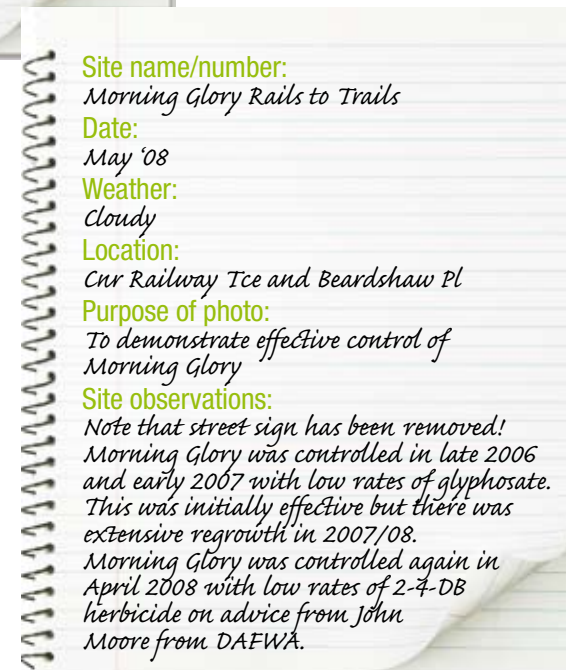 Site name/number:
Morning Glory Rails to Trails
Date:
May ‘08
Weather:
Cloudy
Location:
Cnr Railway Tce and Beardshaw Pl
Purpose of photo:
To demonstrate effective control of
Morning Glory
Site observations:
Note that street sign has been removed!
Morning Glory was controlled in late 2006
and early 2007 with low rates of glyphosate.
This was initially effective but there was
extensive regrowth in 2007/08.
Morning Glory was controlled again in
April 2008 with low rates of 2-4-DB
herbicide on advice from John
Moore from DAFWA.